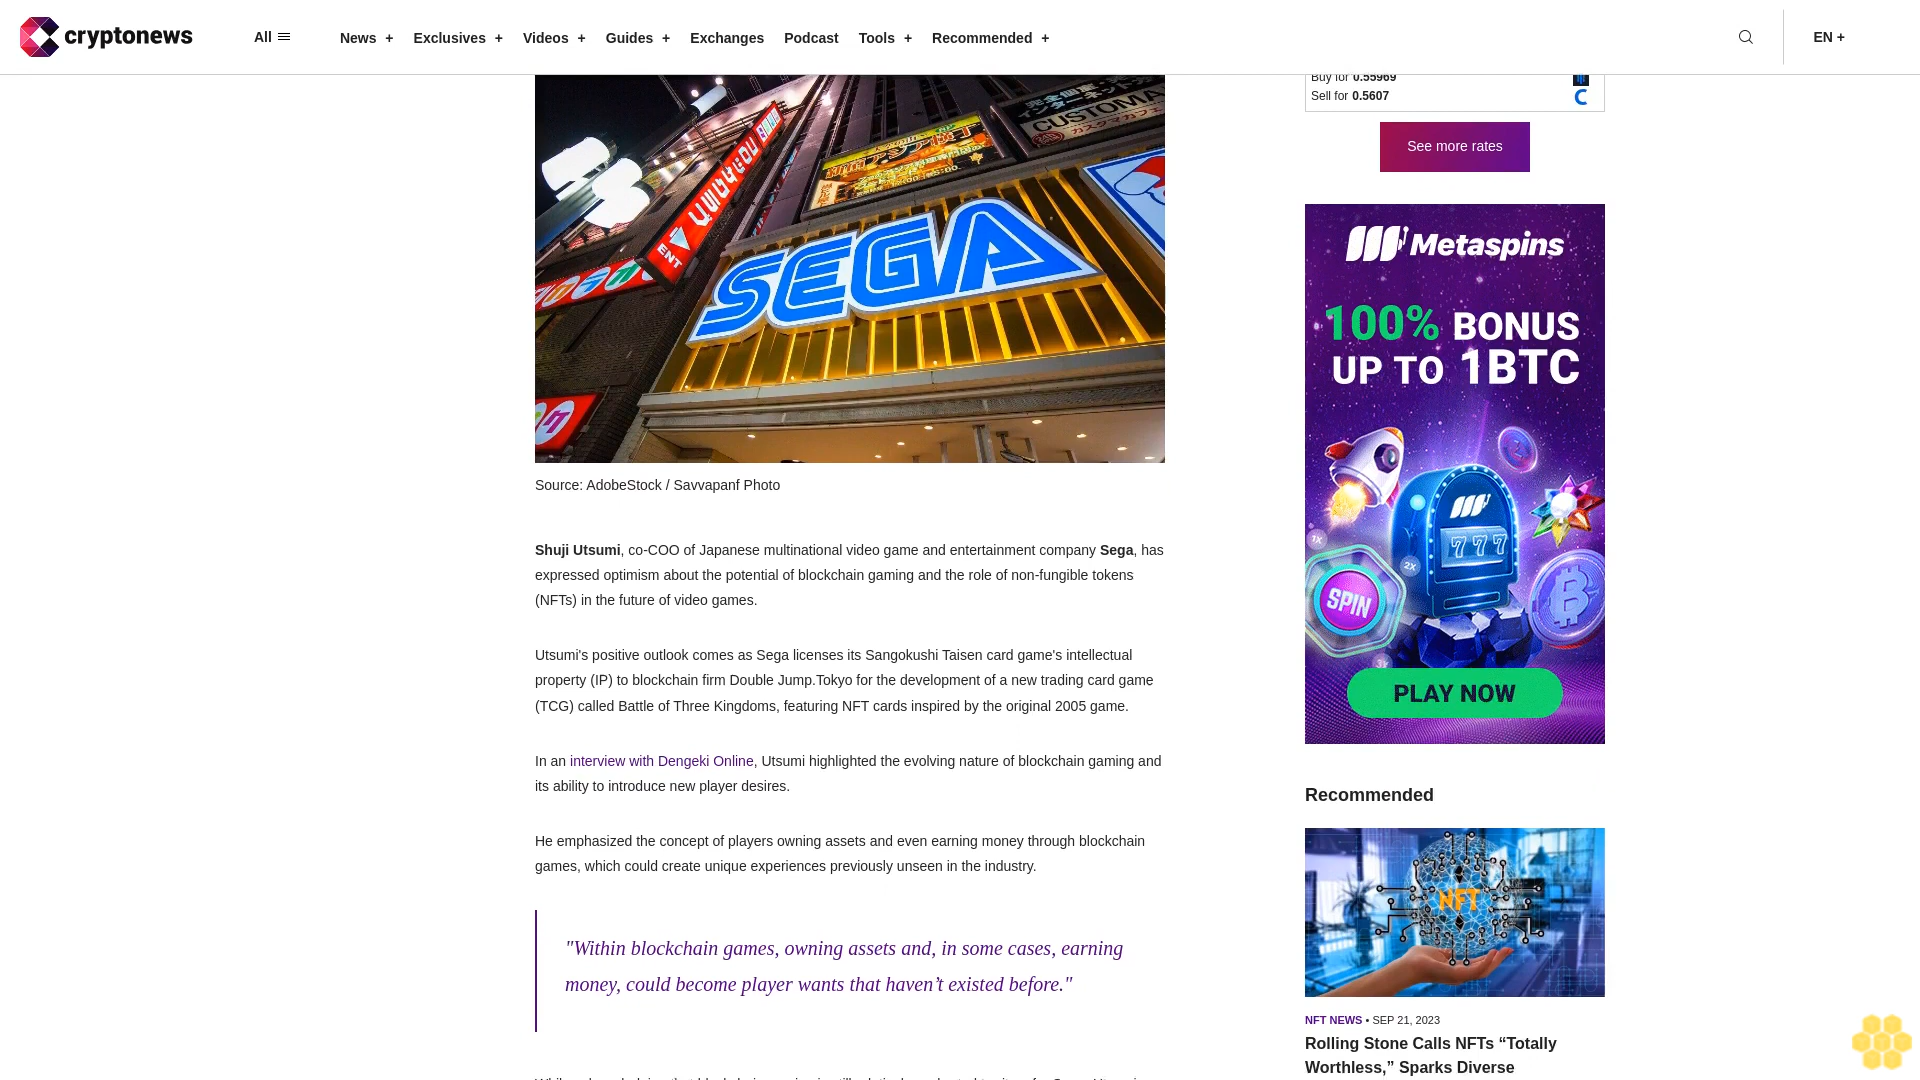 cryptonews
All
News +
Exclusives +
Videos +
Guides +
Exchanges
Podcast
Tools +
Recommended +
EN +
SEGA
CUSTOMA
ENT
Source: AdobeStock / Savvapanf Photo
Shuji Utsumi, co-COO of Japanese multinational video game and entertainment company Sega, has
expressed optimism about the potential of blockchain gaming and the role of non-fungible tokens
(NFTs) in the future of video games.
Utsumi's positive outlook comes as Sega licenses its Sangokushi Taisen card game's intellectual
property (IP) to blockchain firm Double Jump.Tokyo for the development of a new trading card game
(TCG) called Battle of Three Kingdoms, featuring NFT cards inspired by the original 2005 game.
In an interview with Dengeki Online, Utsumi highlighted the evolving nature of blockchain gaming and
its ability to introduce new player desires.
He emphasized the concept of players owning assets and even earning money through blockchain
games, which could create unique experiences previously unseen in the industry.
"Within blockchain games, owning assets and, in some cases, earning
money, could become player wants that haven’t existed before."
Buy for 0.55969
Sell for 0.5607
See more rates
Metaspins
100% BONUS
UP TO 1BTC
777
1X
2X
3X
SPIN
PLAY NOW
Recommended
NFT
NFT NEWS • SEP 21, 2023
Rolling Stone Calls NFTs “Totally
Worthless,” Sparks Diverse